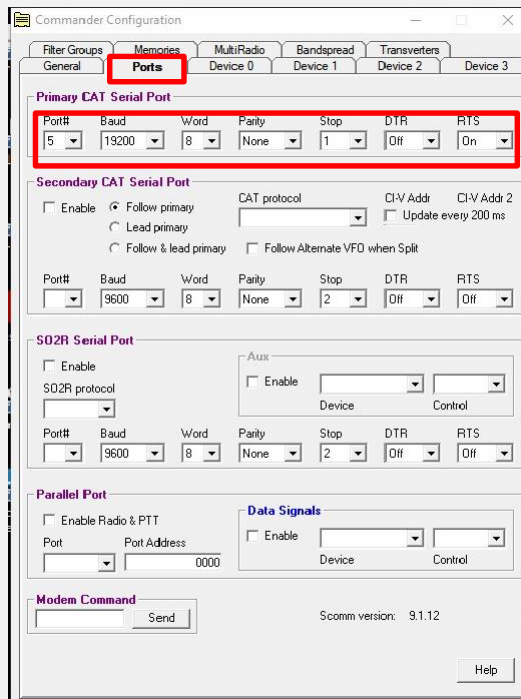 Commander Configuration
Filter Groups Memories MultiRadio Bandspread Transverters
General Ports Device 0 Device 1 Device 2 Device 3
Primary CAT Serial Port
Port# Baud Word Parity Stop DTR RTS
5 19200 8 None 1 Off On
Secondary CAT Serial Port
CAT protocol CI-V Addr CI-V Addr 2
Enable Follow primary Update every 200 ms
Lead primary
Follow & lead primary Follow Alternate VFO when Split
Port# Baud Word Parity Stop DTR RTS
9600 8 None 2 Off Off
SO2R Serial Port
Aux
Enable
Enable
SO2R protocol
Device Control
Port# Baud Word Parity Stop DTR RTS
9600 8 None 2 Off Off
Parallel Port
Data Signals
Enable Radio & PTT
Enable
Port Port Address
0000
Device Control
Modem Command
Send Scomm version: 9.1.12
Help